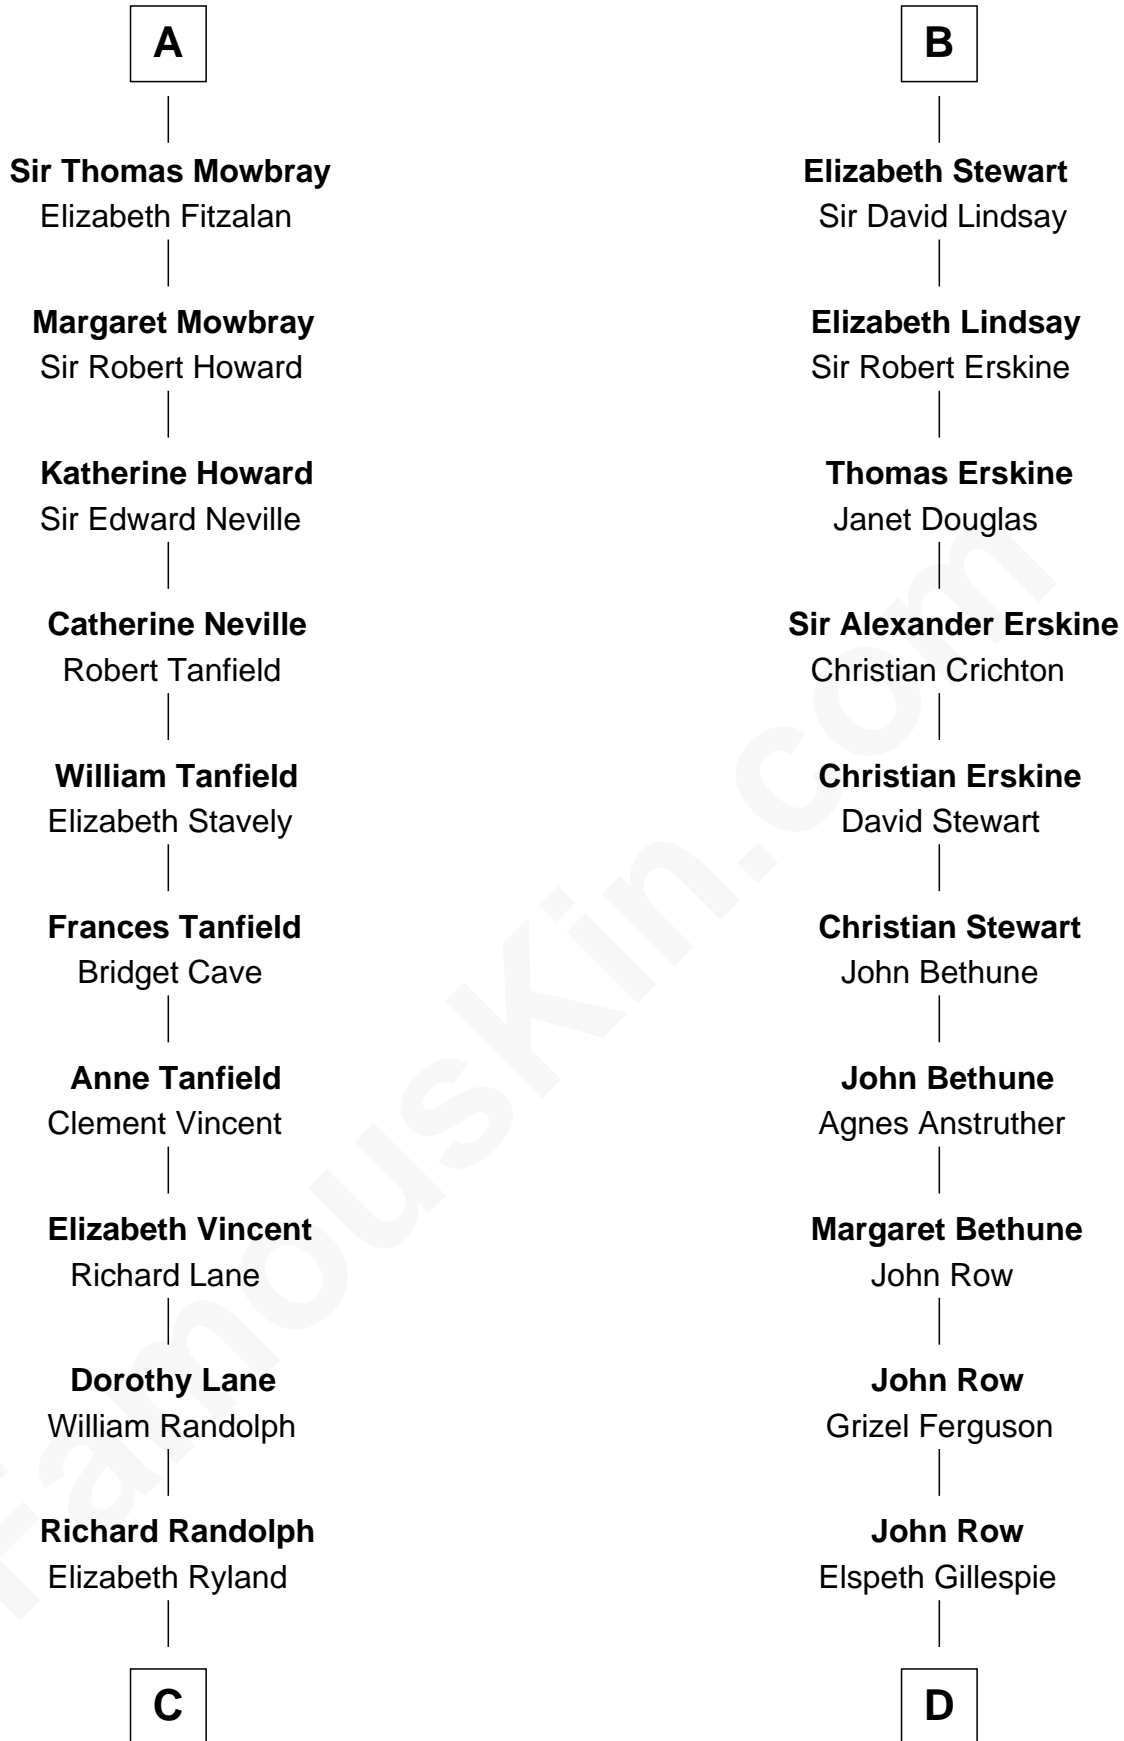 A
Sir Thomas Mowbray
Elizabeth Fitzalan
Margaret Mowbray
Sir Robert Howard
Katherine Howard
Sir Edward Neville
Catherine Neville
Robert Tanfield
William Tanfield
Elizabeth Stavely
Frances Tanfield
Bridget Cave
Anne Tanfield
Clement Vincent
Elizabeth Vincent
Richard Lane
Dorothy Lane
William Randolph
Richard Randolph
Elizabeth Ryland
C
B
Elizabeth Stewart
Sir David Lindsay
Elizabeth Lindsay
Sir Robert Erskine
Thomas Erskine
Janet Douglas
Sir Alexander Erskine
Christian Crichton
Christian Erskine
David Stewart
Christian Stewart
John Bethune
John Bethune
Agnes Anstruther
Margaret Bethune
John Row
John Row
Grizel Ferguson
John Row
Elspeth Gillespie
D
FamousKin.com